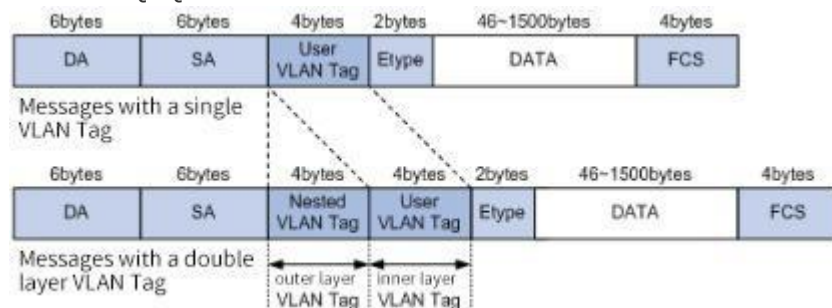 6bytes 6bytes 4bytes 2bytes 46~1500bytes 4bytes
DA SA User VLAN Tag Etype DATA FCS
Messages with a single
VLAN Tag
6bytes 6bytes 4bytes 4bytes 2bytes 46~1500bytes 4bytes
DA SA Nested VLAN Tag User VLAN Tag Etype DATA FCS
Messages with a double
layer VLAN Tag
outer layer inner layer
VLAN Tag VLAN Tag